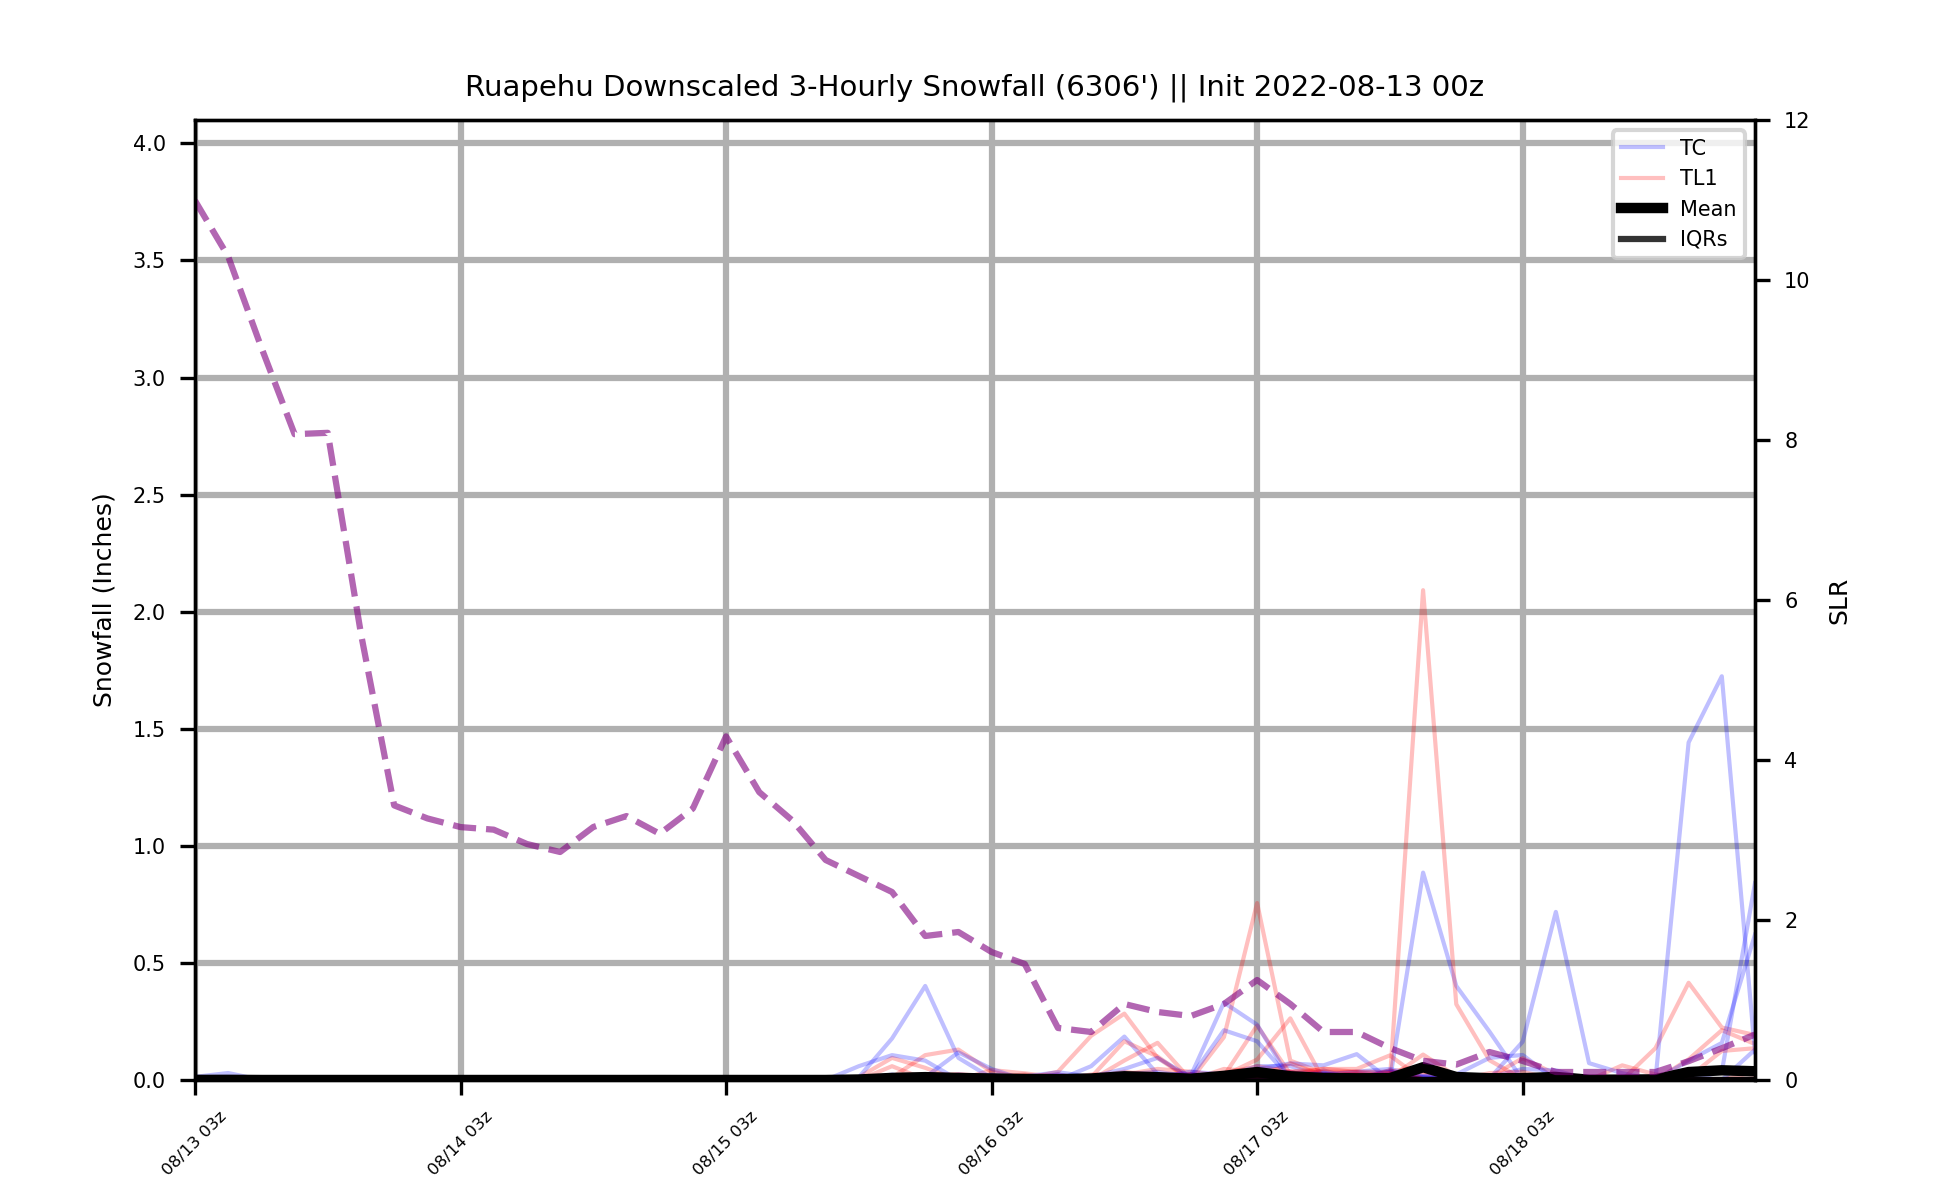 Ruapehu Downscaled 3-Hourly Snowfall (6306') || Init 2022-08-13 00z
TC
TL1
Mean
IQRs
Snowfall (Inches)
4.0
3.5
3.0
2.5
2.0
1.5
1.0
0.5
0.0
12
10
8
6
4
2
0
SLR
08/13 03z
08/14 03z
08/15 03z
08/16 03z
08/17 03z
08/18 03z